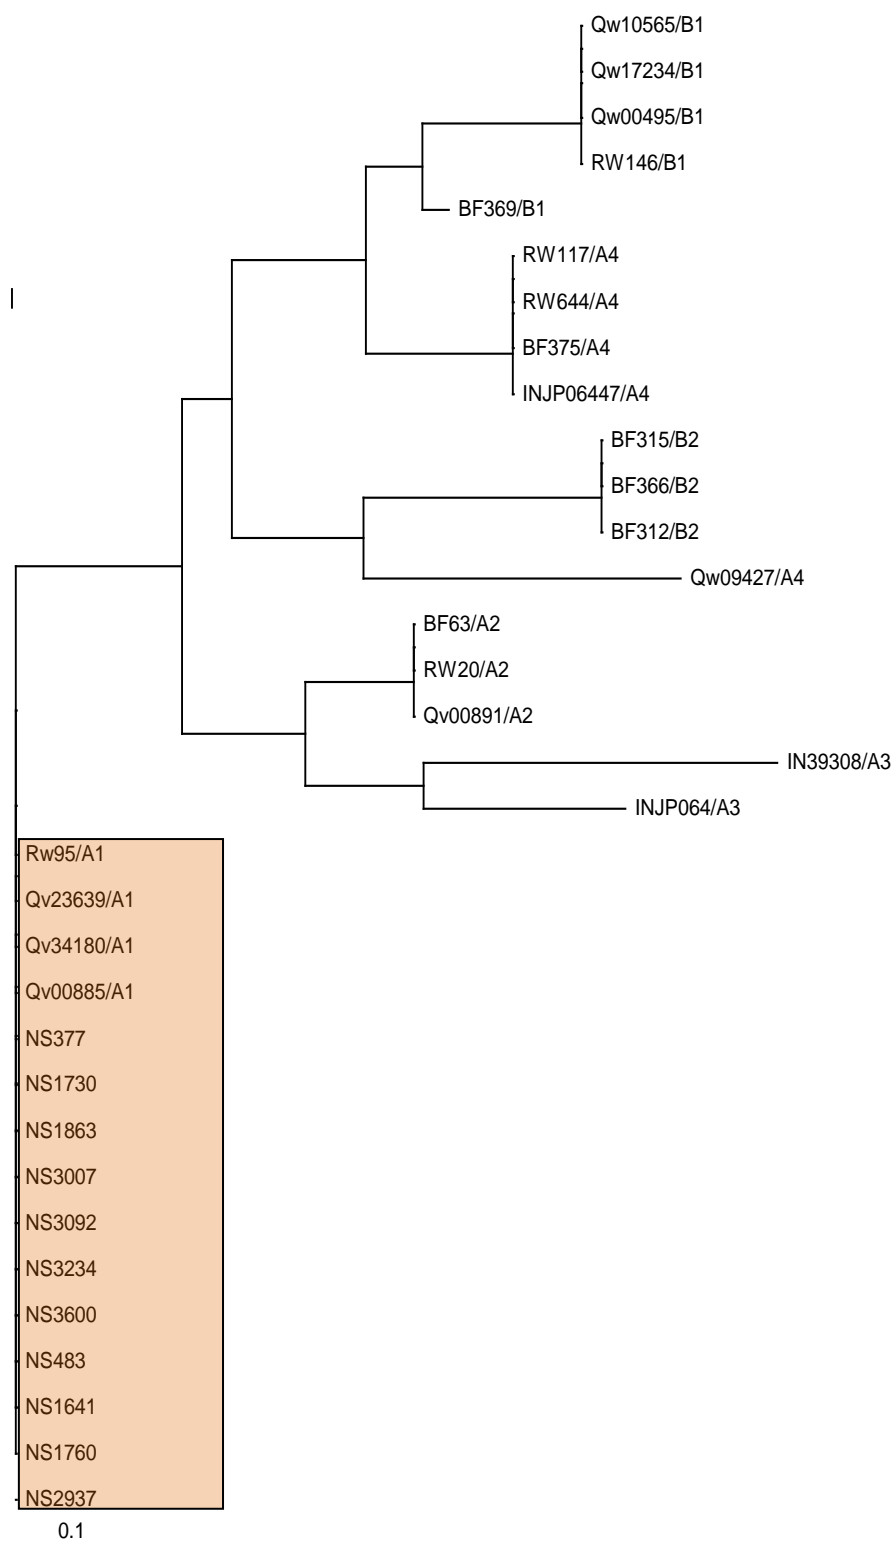 Qw10565/B1
Qw17234/B1
Qw00495/B1
RW146/B1
BF369/B1
RW117/A4
RW644/A4
BF375/A4
INJP06447/A4
BF315/B2
BF366/B2
BF312/B2
Qw09427/A4
BF63/A2
RW20/A2
Qv00891/A2
IN39308/A3
INJP064/A3
Rw95/A1
Qv23639/A1
Qv34180/A1
Qv00885/A1
NS377
NS1730
NS1863
NS3007
NS3092
NS3234
NS3600
NS483
NS1641
NS1760
NS2937
0.1